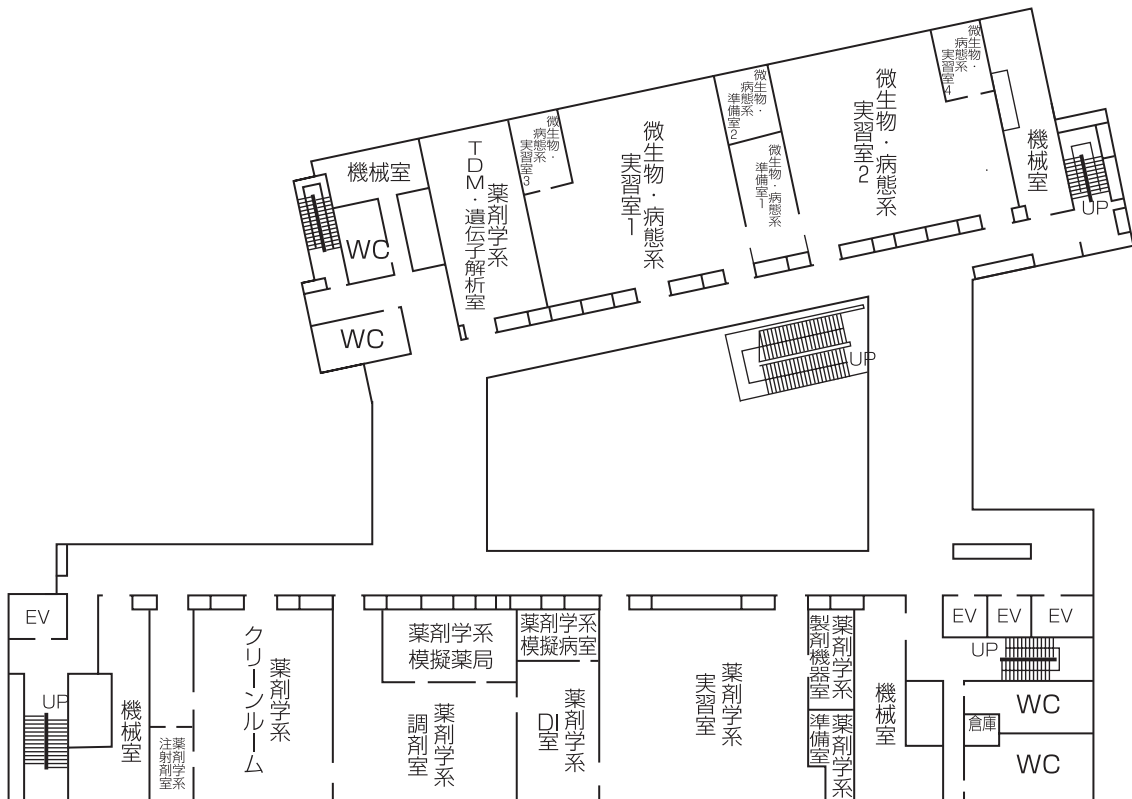 機械室
WC
WC
薬剤学系
TDM・遺伝子解析室
微生物・
病態系
実習室3
微生物・病態系
実習室1
微生物・
病態系
準備室2
微生物・
病態系
準備室1
微生物・病態系
実習室2
微生物・
病態系
実習室4
機械室
UP
UP
EV
UP
機械室
薬剤学系
注射剤室
薬剤学系
クリーンルーム
薬剤学系
模擬薬局
薬剤学系
調剤室
薬剤学系
模擬病室
薬剤学系
DI室
薬剤学系
実習室
薬剤学系
製剤機器室
薬剤学系
準備室
機械室
EV
EV
EV
UP
WC
倉庫
WC